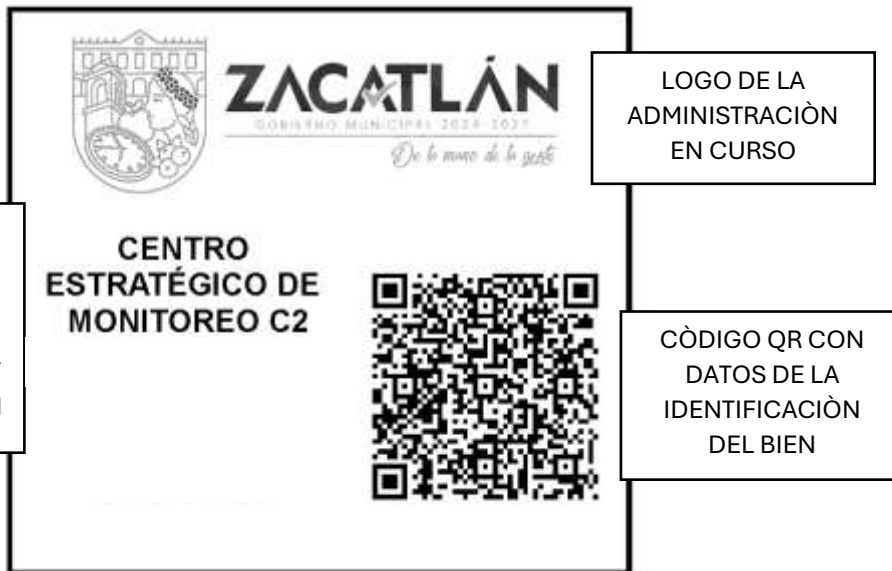 ZACATLÁN
GOBIERNO MUNICIPAL 2024 2027
De la mano de la gente
LOGO DE LA
ADMINISTRACIÒN
EN CURSO
CENTRO
ESTRATÉGICO DE
MONITOREO C2
CÒDIGO QR CON
DATOS DE LA
IDENTIFICACIÒN
DEL BIEN